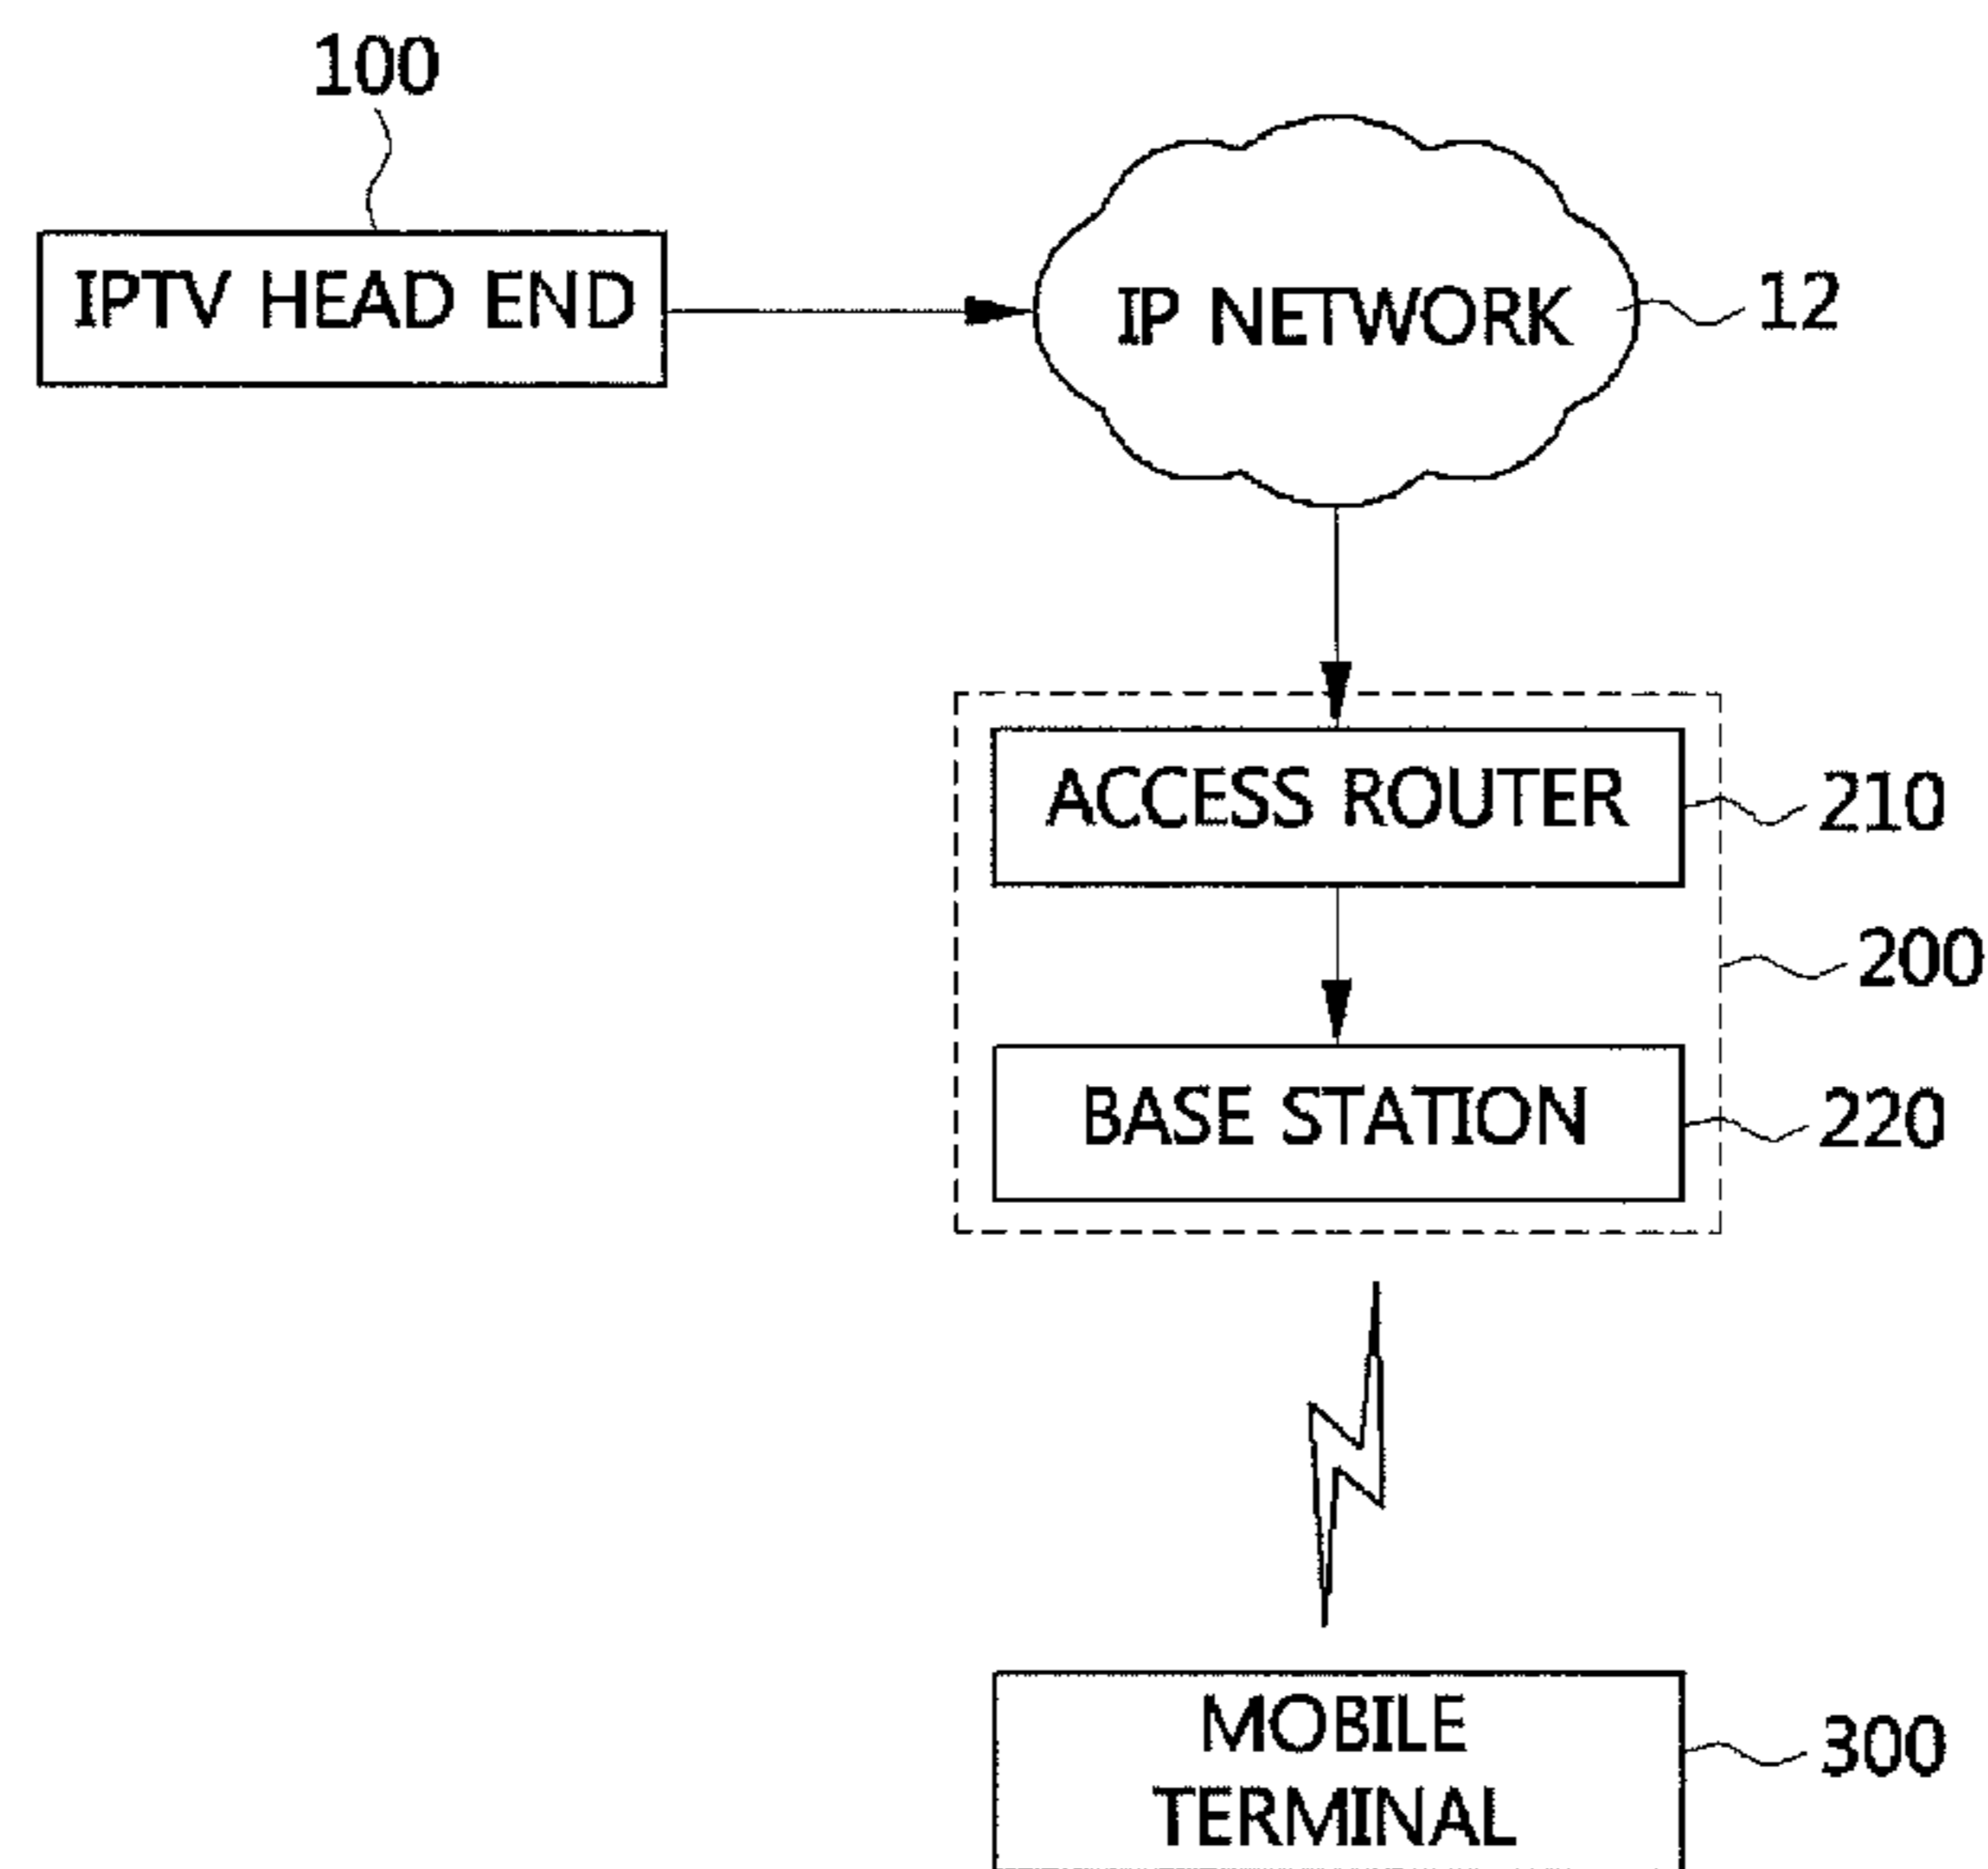 100
IPTV HEAD END
IP NETWORK
12
ACCESS ROUTER
210
200
BASE STATION
220
MOBILE
TERMINAL
300